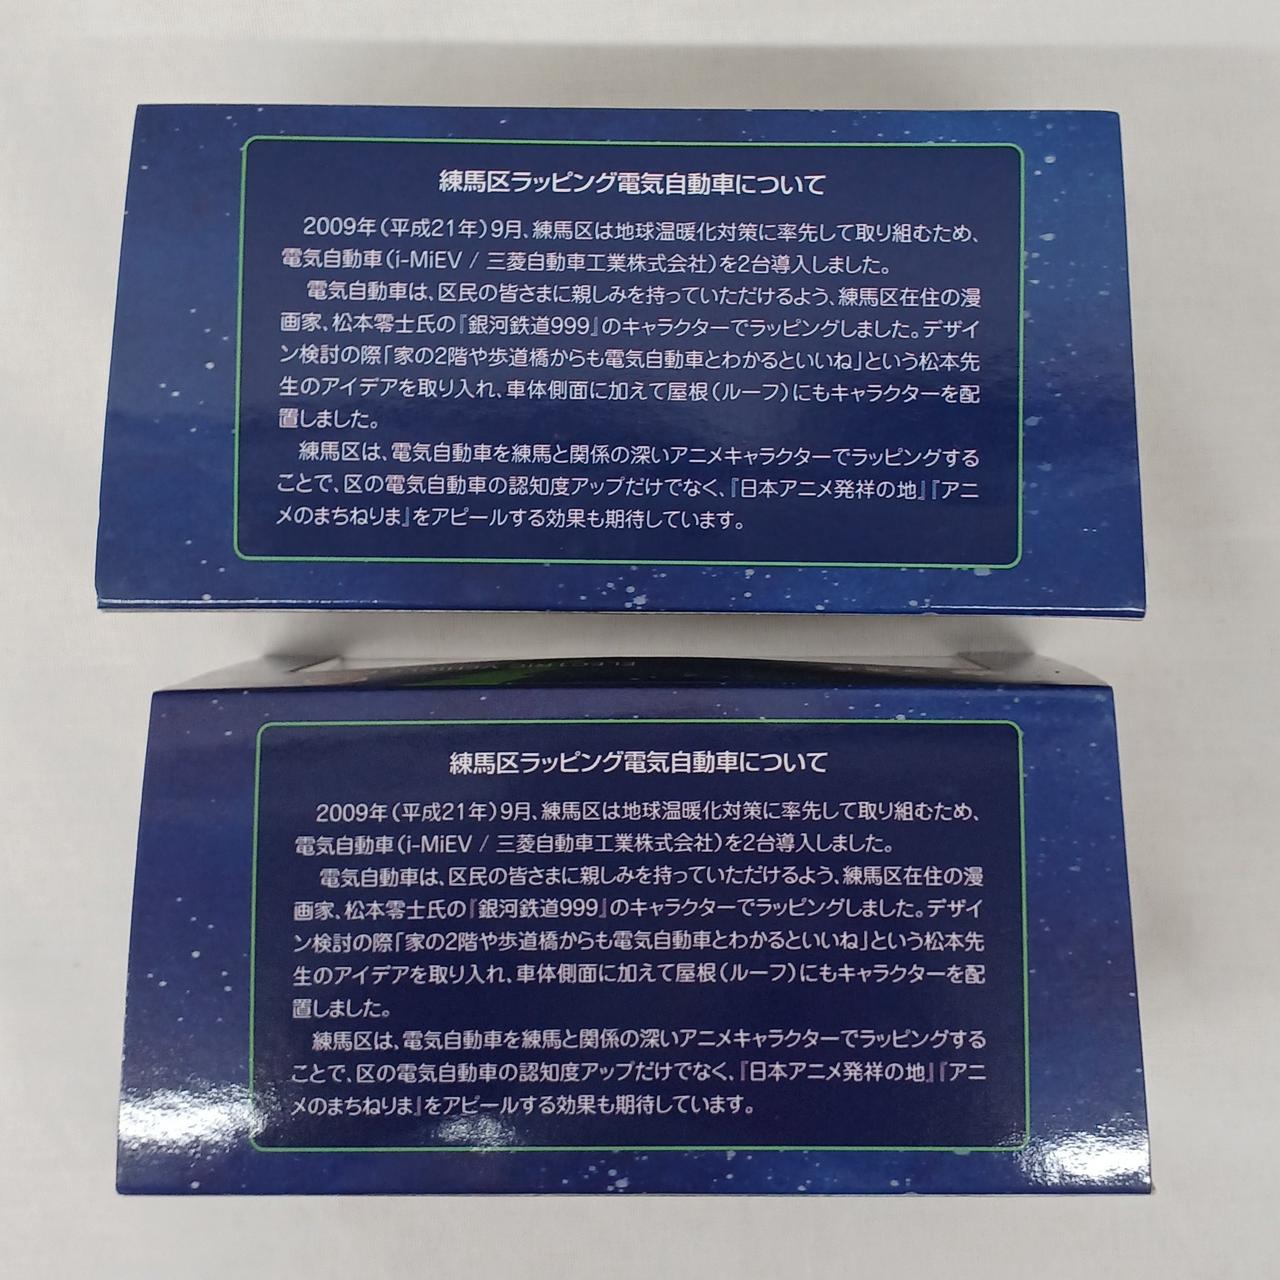 練馬区ラッピング電気自動車について
2009年(平成21年)9月、練馬区は地球温暖化対策に率先して取り組むため、
電気自動車(i-MiEV / 三菱自動車工業株式会社)を2台導入しました。
電気自動車は、区民の皆さまに親しみを持っていただけるよう、練馬区在住の漫
画家、松本零士氏の『銀河鉄道999』のキャラクターでラッピングしました。デザイ
ン検討の際「家の2階や歩道橋からも電気自動車とわかるといいね」という松本先
生のアイデアを取り入れ、車体側面に加えて屋根(ルーフ)にもキャラクターを配
置しました。
練馬区は、電気自動車を練馬と関係の深いアニメキャラクターでラッピングする
ことで、区の電気自動車の認知度アップだけでなく、『日本アニメ発祥の地』『アニ
メのまちねりま』をアピールする効果も期待しています。
ELECTRIC VEHICLE
練馬区ラッピング電気自動車について
2009年(平成21年)9月、練馬区は地球温暖化対策に率先して取り組むため、
電気自動車(i-MiEV / 三菱自動車工業株式会社)を2台導入しました。
電気自動車は、区民の皆さまに親しみを持っていただけるよう、練馬区在住の漫
画家、松本零士氏の『銀河鉄道999』のキャラクターでラッピングしました。デザイ
ン検討の際「家の2階や歩道橋からも電気自動車とわかるといいね」という松本先
生のアイデアを取り入れ、車体側面に加えて屋根(ルーフ)にもキャラクターを配
置しました。
練馬区は、電気自動車を練馬と関係の深いアニメキャラクターでラッピングする
ことで、区の電気自動車の認知度アップだけでなく、『日本アニメ発祥の地』『アニ
メのまちねりま』をアピールする効果も期待しています。